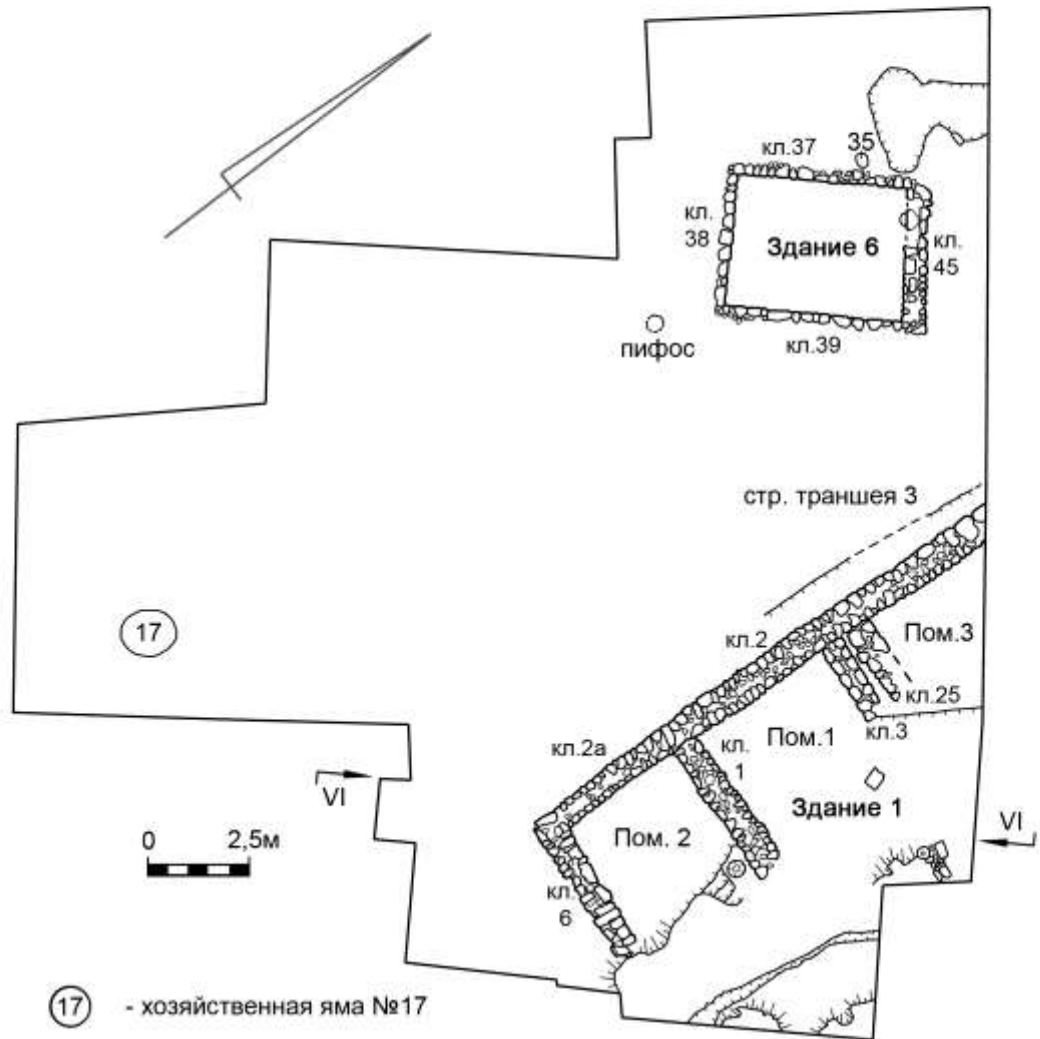 кл.37
35
кл.
38
Здание 6
кл.
45
пифос
кл.39
стр. траншея 3
17
кл.2
Пом.3
кл.25
кл.3
кл.2а
кл.
1
Пом.1
VI
Здание 1
VI
0 2,5м
Пом. 2
кл.
6
17 - хозяйственная яма №17